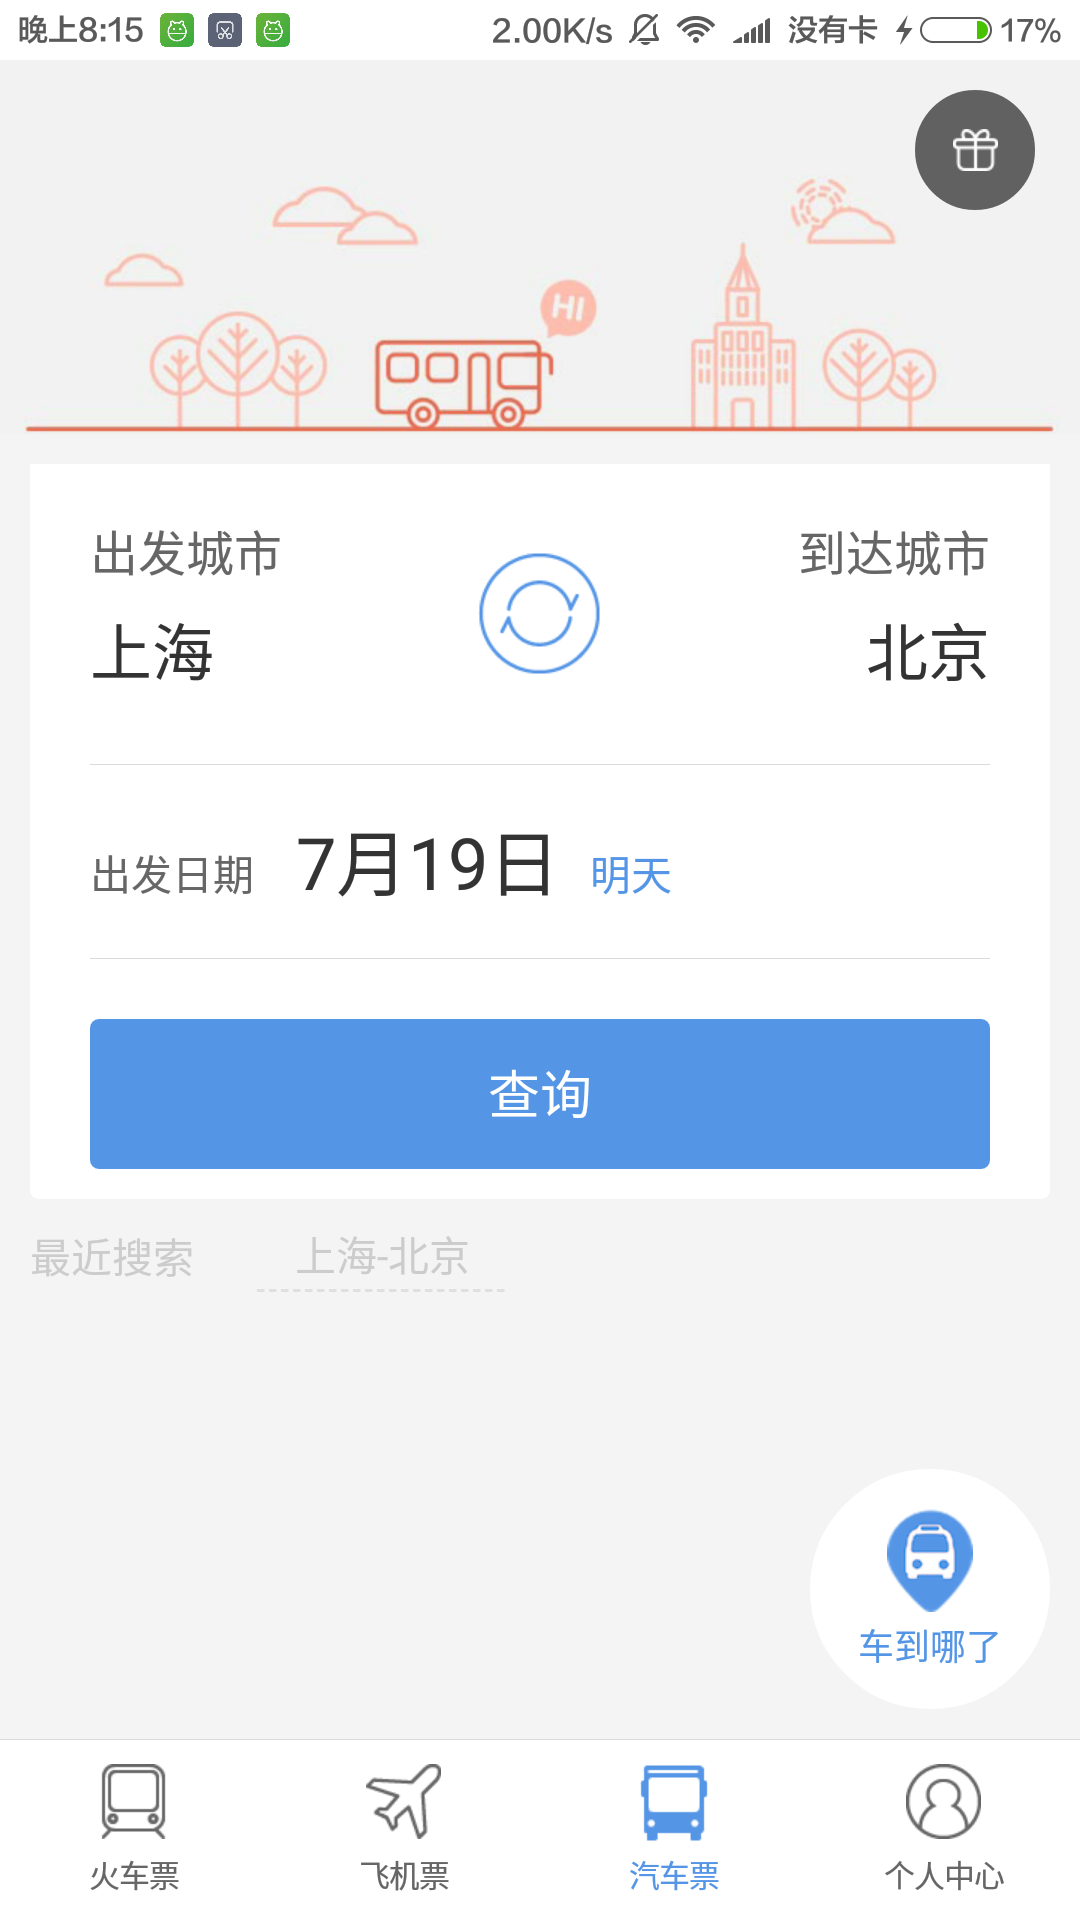 晚上8:15 2.00K/s 没有卡 17%
HI
出发城市 到达城市
上海 北京
出发日期 7月19日 明天
查询
最近搜索 上海-北京
车到哪了
火车票 飞机票 汽车票 个人中心